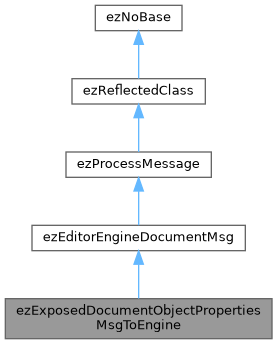 ezNoBase
ezReflectedClass
ezProcessMessage
ezEditorEngineDocumentMsg
ezExposedDocumentObjectProperties
MsgToEngine